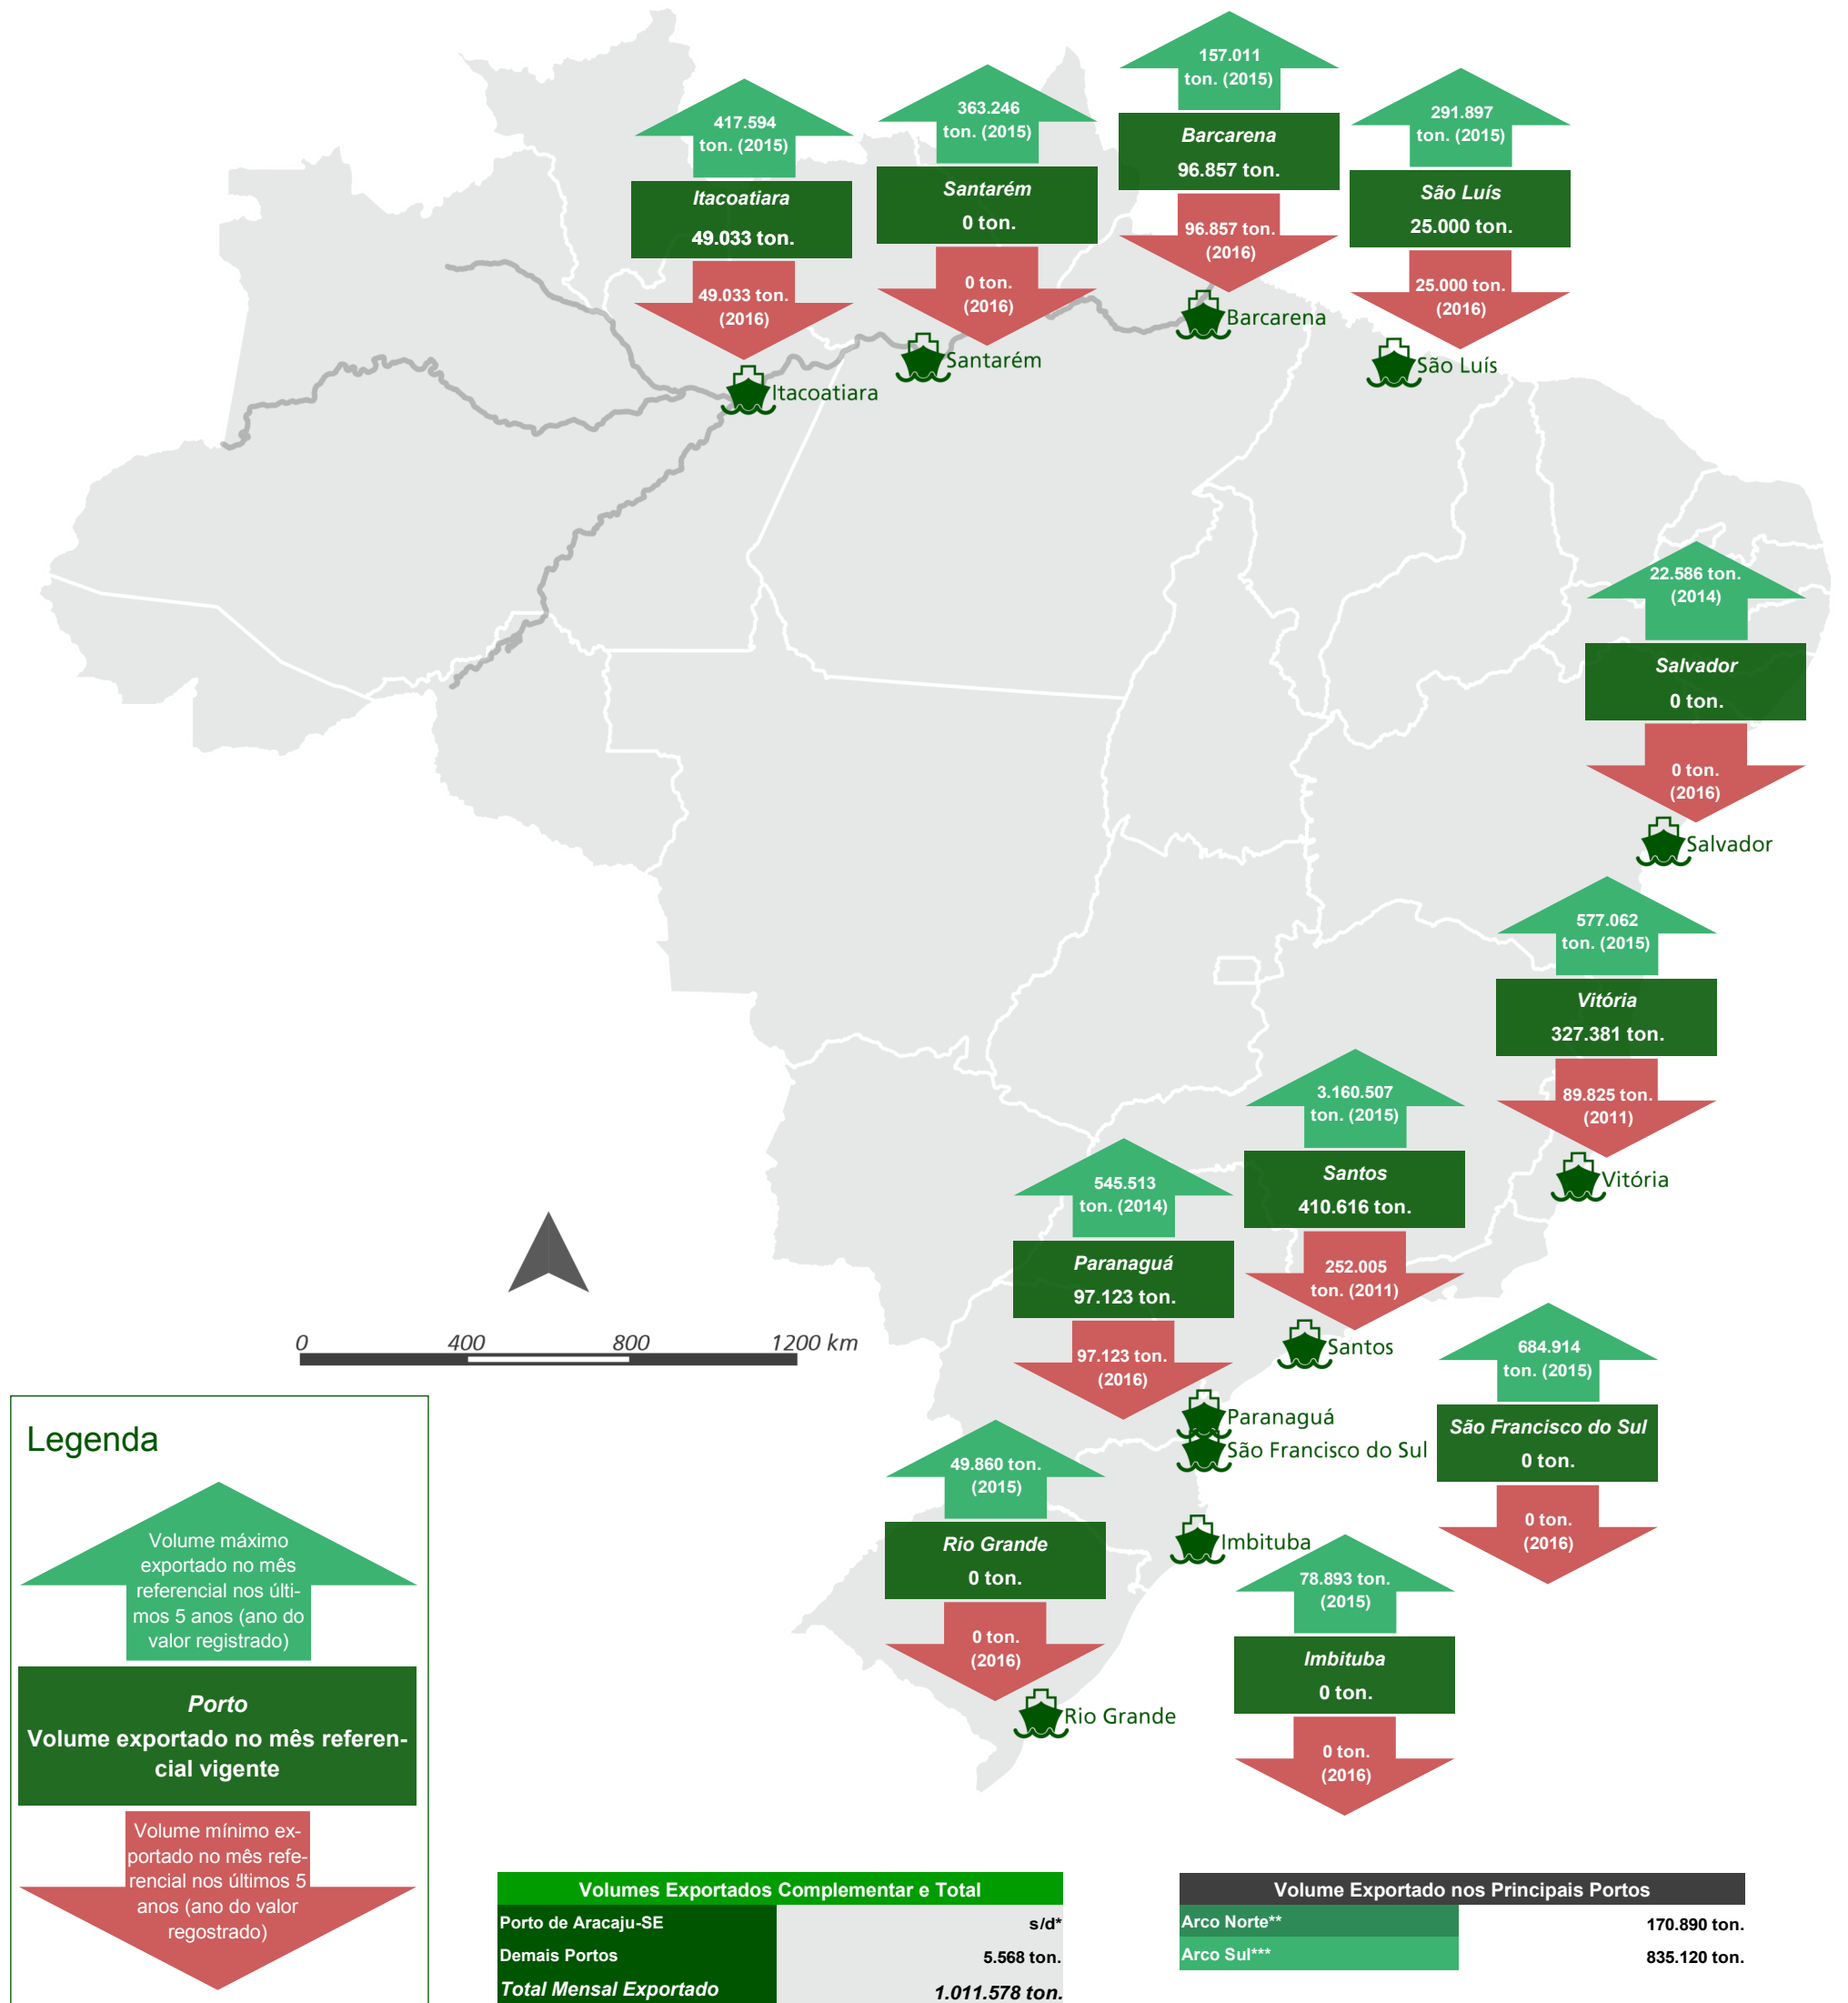 157.011
ton. (2015)
Barcarena
96.857 ton.
96.857 ton.
(2016)
Barcarena
363.246
ton. (2015)
Santarém
0 ton.
0 ton.
(2016)
Santarém
291.897
ton. (2015)
São Luís
25.000 ton.
25.000 ton.
(2016)
São Luís
417.594
ton. (2015)
Itacoatiara
49.033 ton.
49.033 ton.
(2016)
Itacoatiara
22.586 ton.
(2014)
Salvador
0 ton.
0 ton.
(2016)
Salvador
577.062
ton. (2015)
Vitória
327.381 ton.
89.825 ton.
(2011)
Vitória
3.160.507
ton. (2015)
Santos
410.616 ton.
252.005
ton. (2011)
Santos
545.513
ton. (2014)
Paranaguá
97.123 ton.
97.123 ton.
(2016)
Paranaguá
São Francisco do Sul
684.914
ton. (2015)
São Francisco do Sul
0 ton.
0 ton.
(2016)
49.860 ton.
(2015)
Rio Grande
0 ton.
0 ton.
(2016)
Rio Grande
Imbituba
78.893 ton.
(2015)
Imbituba
0 ton.
0 ton.
(2016)
0 400 800 1200 km
Legenda
Volume máximo
exportado no mês
referencial nos últi-
mos 5 anos (ano do
valor registrado)
Porto
Volume exportado no mês referen-
cial vigente
Volume mínimo ex-
portado no mês refe-
rencial nos últimos 5
anos (ano do valor
regostrado)
Volumes Exportados Complementar e Total
Porto de Aracaju-SE s/d*
Demais Portos 5.568 ton.
Total Mensal Exportado 1.011.578 ton.
Volume Exportado nos Principais Portos
Arco Norte** 170.890 ton.
Arco Sul*** 835.120 ton.